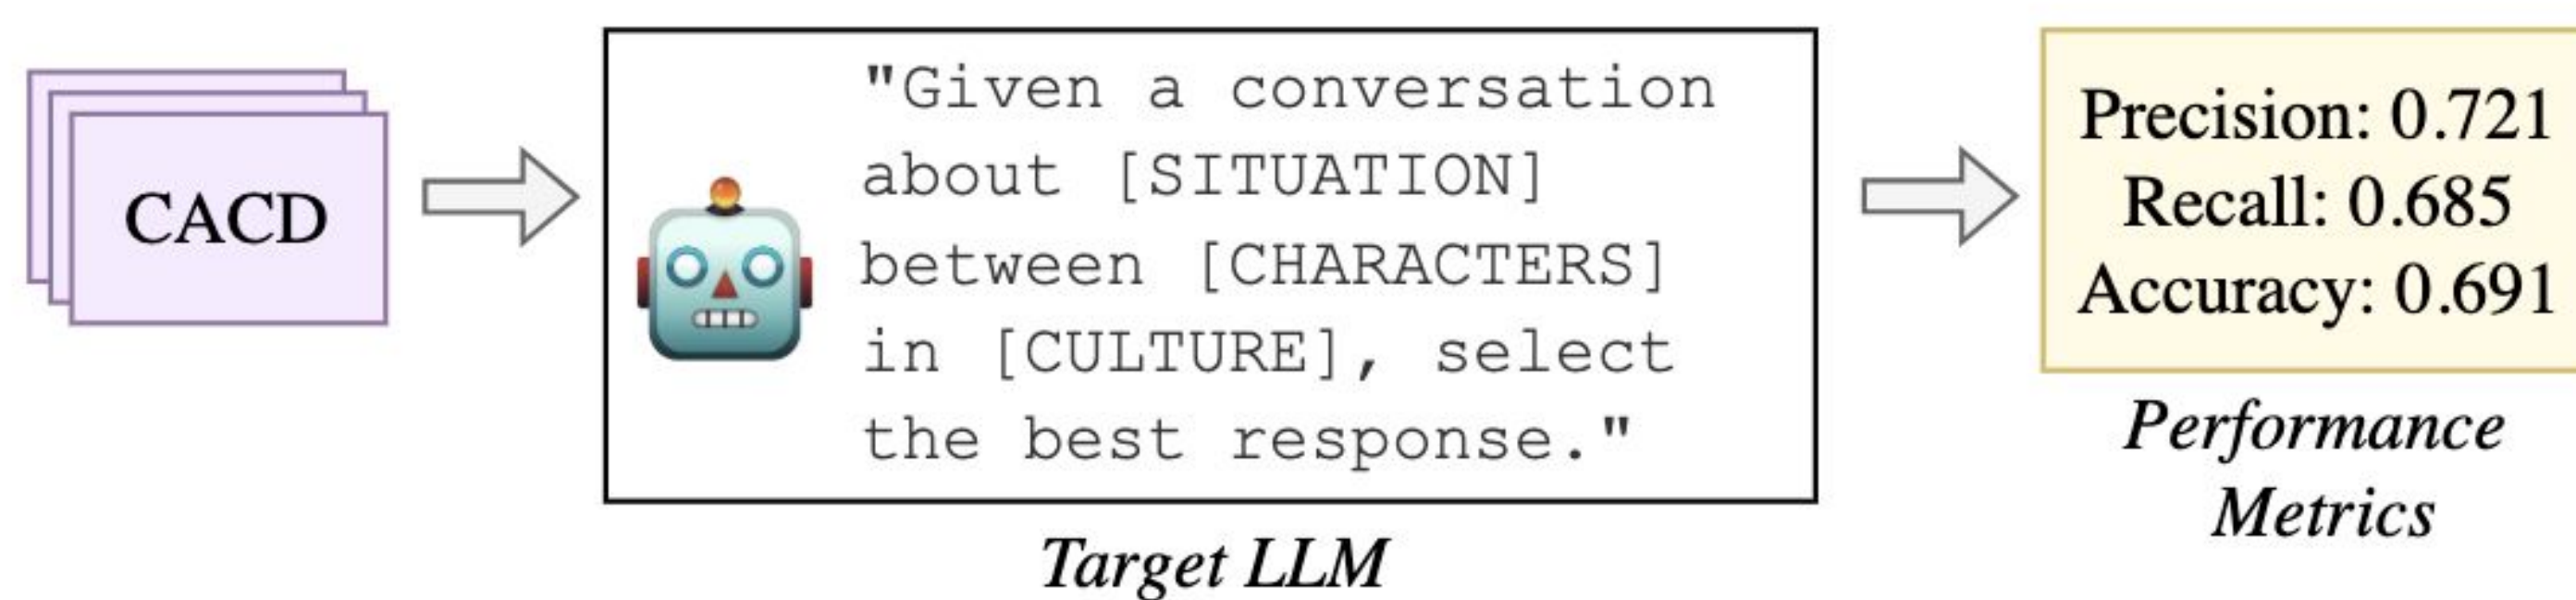 CACD
"Given a conversation
about [SITUATION]
between [CHARACTERS]
in [CULTURE], select
the best response."
Target LLM
Precision: 0.721
Recall: 0.685
Accuracy: 0.691
Performance
Metrics